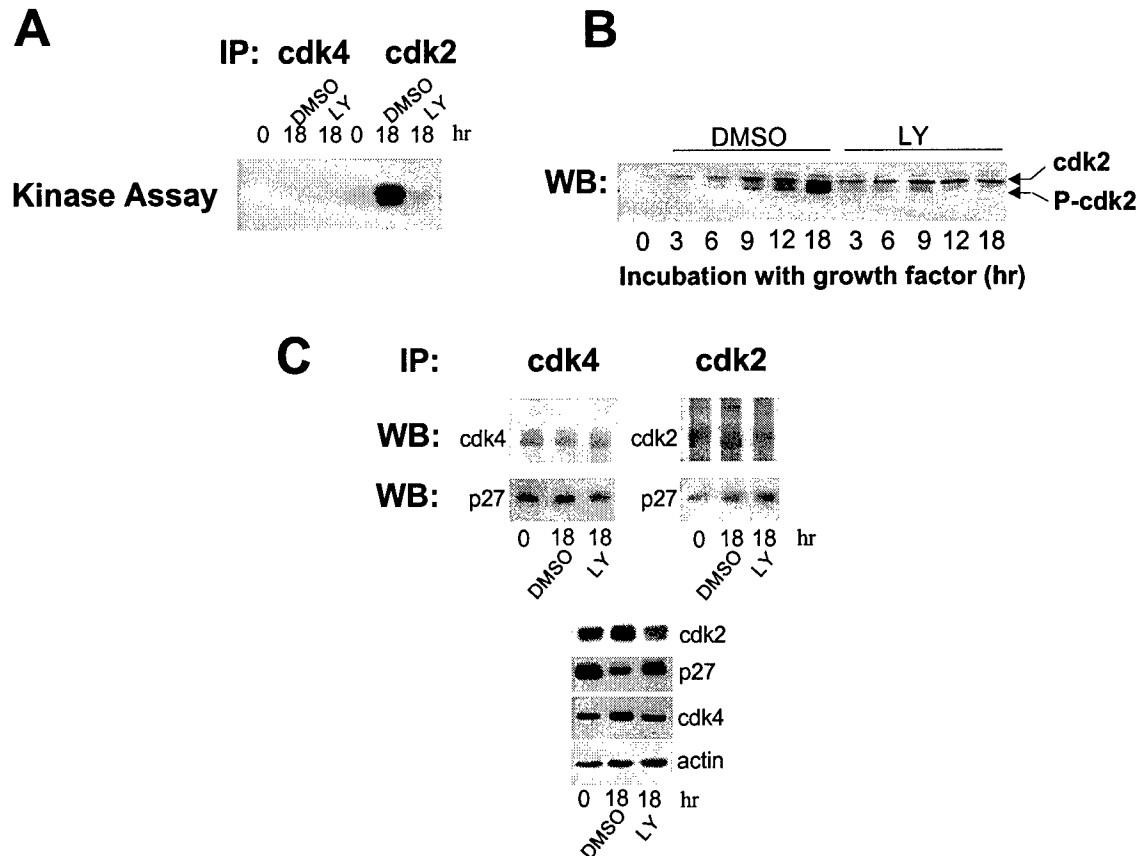 A
IP: cdk4 cdk2
DMSO LY DMSO LY
0 18 18 0 18 18 hr
Kinase Assay
B
DMSO LY
WB:
cdk2
P-cdk2
0 3 6 9 12 18 3 6 9 12 18
Incubation with growth factor (hr)
C
IP: cdk4 cdk2
WB: cdk4 cdk2
WB: p27 p27
0 18 18 0 18 18 hr
DMSO LY DMSO LY
cdk2
p27
cdk4
actin
0 18 18 hr
DMSO LY